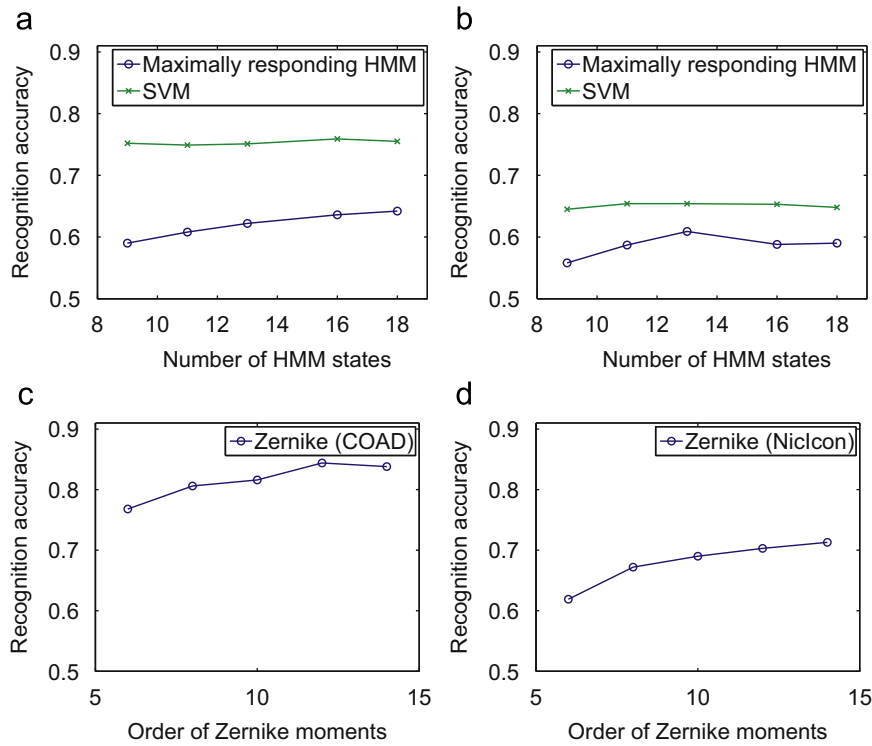 a
Recognition accuracy
0.9
0.8
0.7
0.6
0.5
Maximally responding HMM
SVM
8 10 12 14 16 18
Number of HMM states
b
Recognition accuracy
0.9
0.8
0.7
0.6
0.5
Maximally responding HMM
SVM
8 10 12 14 16 18
Number of HMM states
c
Recognition accuracy
0.9
0.8
0.7
0.6
0.5
Zernike (COAD)
5 10 15
Order of Zernike moments
d
Recognition accuracy
0.9
0.8
0.7
0.6
0.5
Zernike (NicIcon)
5 10 15
Order of Zernike moments